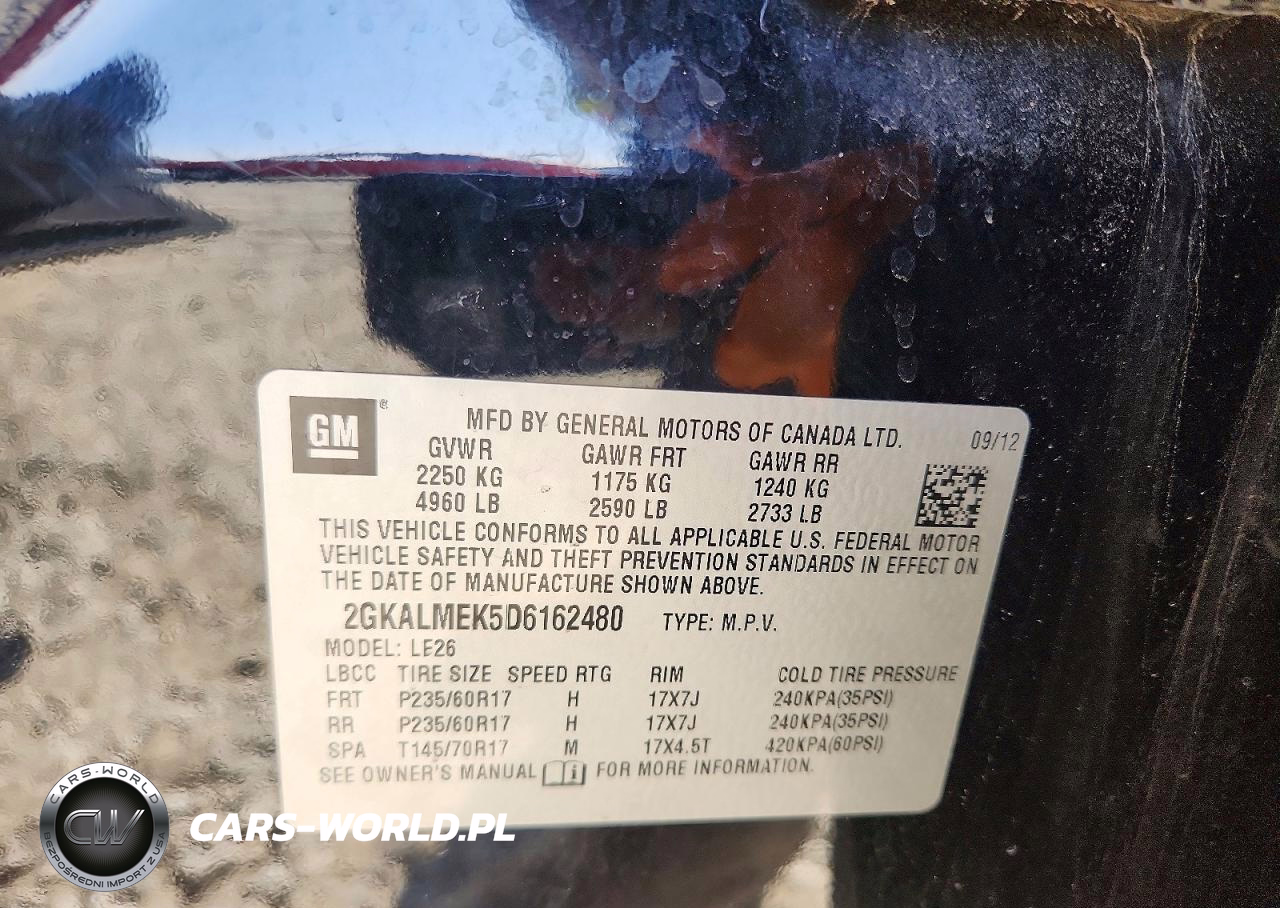 GM ®
MFD BY GENERAL MOTORS OF CANADA LTD. 09/12
GVWR GAWR FRT GAWR RR
2250 KG 1175 KG 1240 KG
4960 LB 2590 LB 2733 LB
THIS VEHICLE CONFORMS TO ALL APPLICABLE U.S. FEDERAL MOTOR
VEHICLE SAFETY AND THEFT PREVENTION STANDARDS IN EFFECT ON
THE DATE OF MANUFACTURE SHOWN ABOVE.
2GKALMEK5D6162480 TYPE: M.P.V.
MODEL: LF26
LBCC TIRE SIZE SPEED RTG RIM COLD TIRE PRESSURE
FRT P235/60R17 H 17X7J 240KPA(35PSI)
RR P235/60R17 H 17X7J 240KPA(35PSI)
SPA T145/70R17 M 17X4.5T 420KPA(60PSI)
SEE OWNER'S MANUAL FOR MORE INFORMATION.
CARS-WORLD
CW
BEZPOŚREDNI IMPORT Z USA
CARS-WORLD.PL